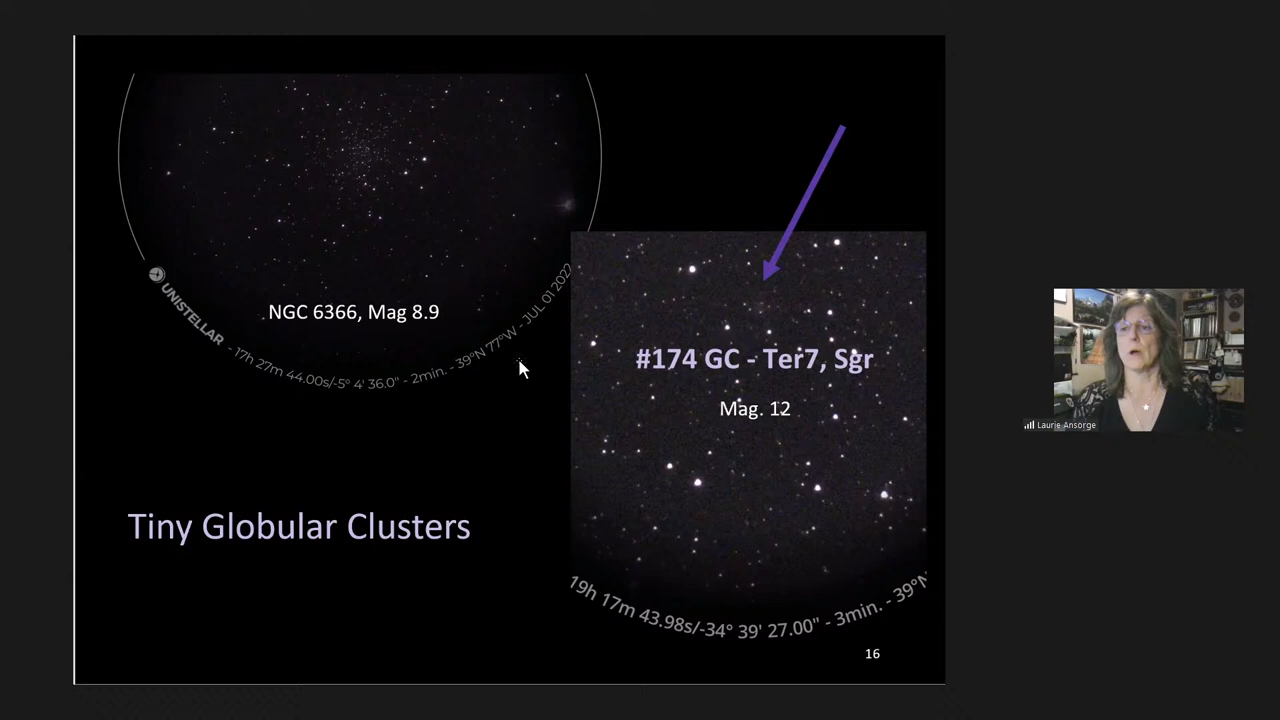 UNISTELLAR - 17h 27m 44.00s/-5° 4' 36.0" - 2min. - 39°N 77°W - JUL 01 2022
NGC 6366, Mag 8.9
#174 GC - Ter7, Sgr
Mag. 12
Tiny Globular Clusters
19h 17m 43.98s/-34° 39' 27.00" - 3min. - 39°N
16
Laurie Ansorge